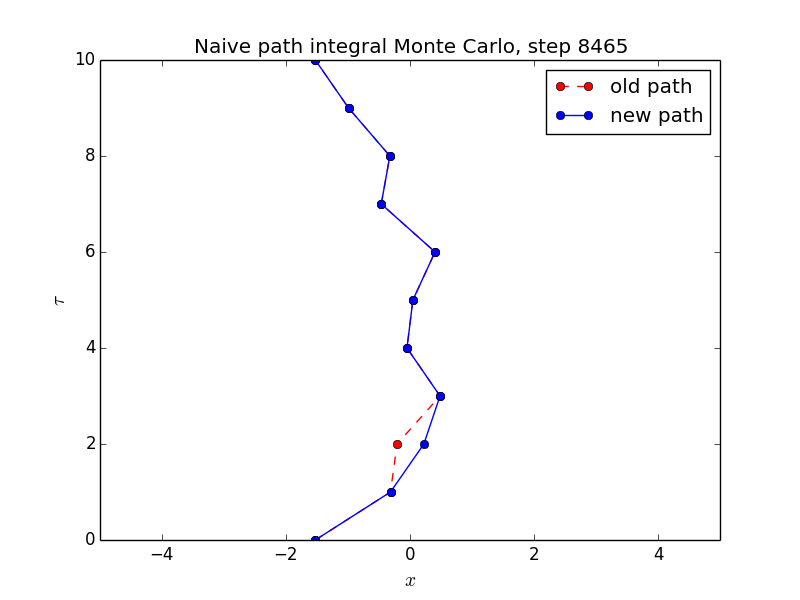 Naive path integral Monte Carlo, step 8465
old path
new path
10
8
6
4
2
0
τ
−4 −2 0 2 4
x